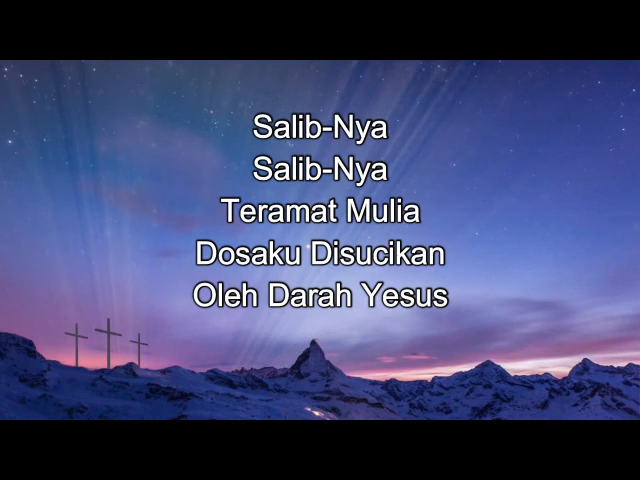 Salib-Nya
Salib-Nya
Teramat Mulia
Dosaku Disucikan
Oleh Darah Yesus